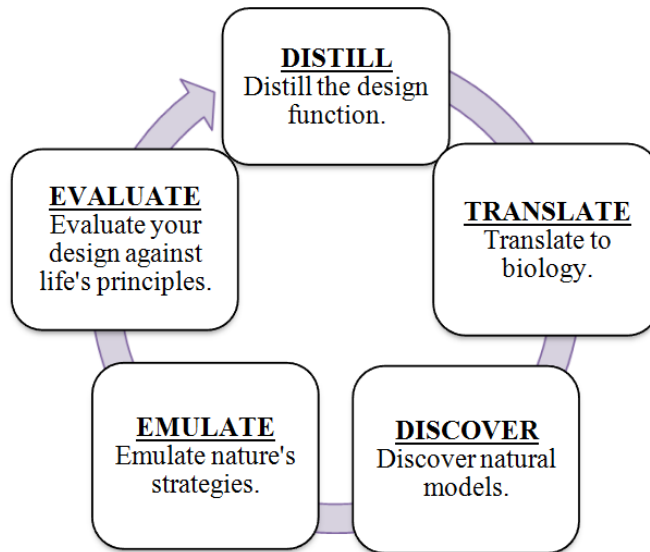 DISTILL
Distill the design
function.
TRANSLATE
Translate to
biology.
DISCOVER
Discover natural
models.
EMULATE
Emulate nature's
strategies.
EVALUATE
Evaluate your
design against
life's principles.